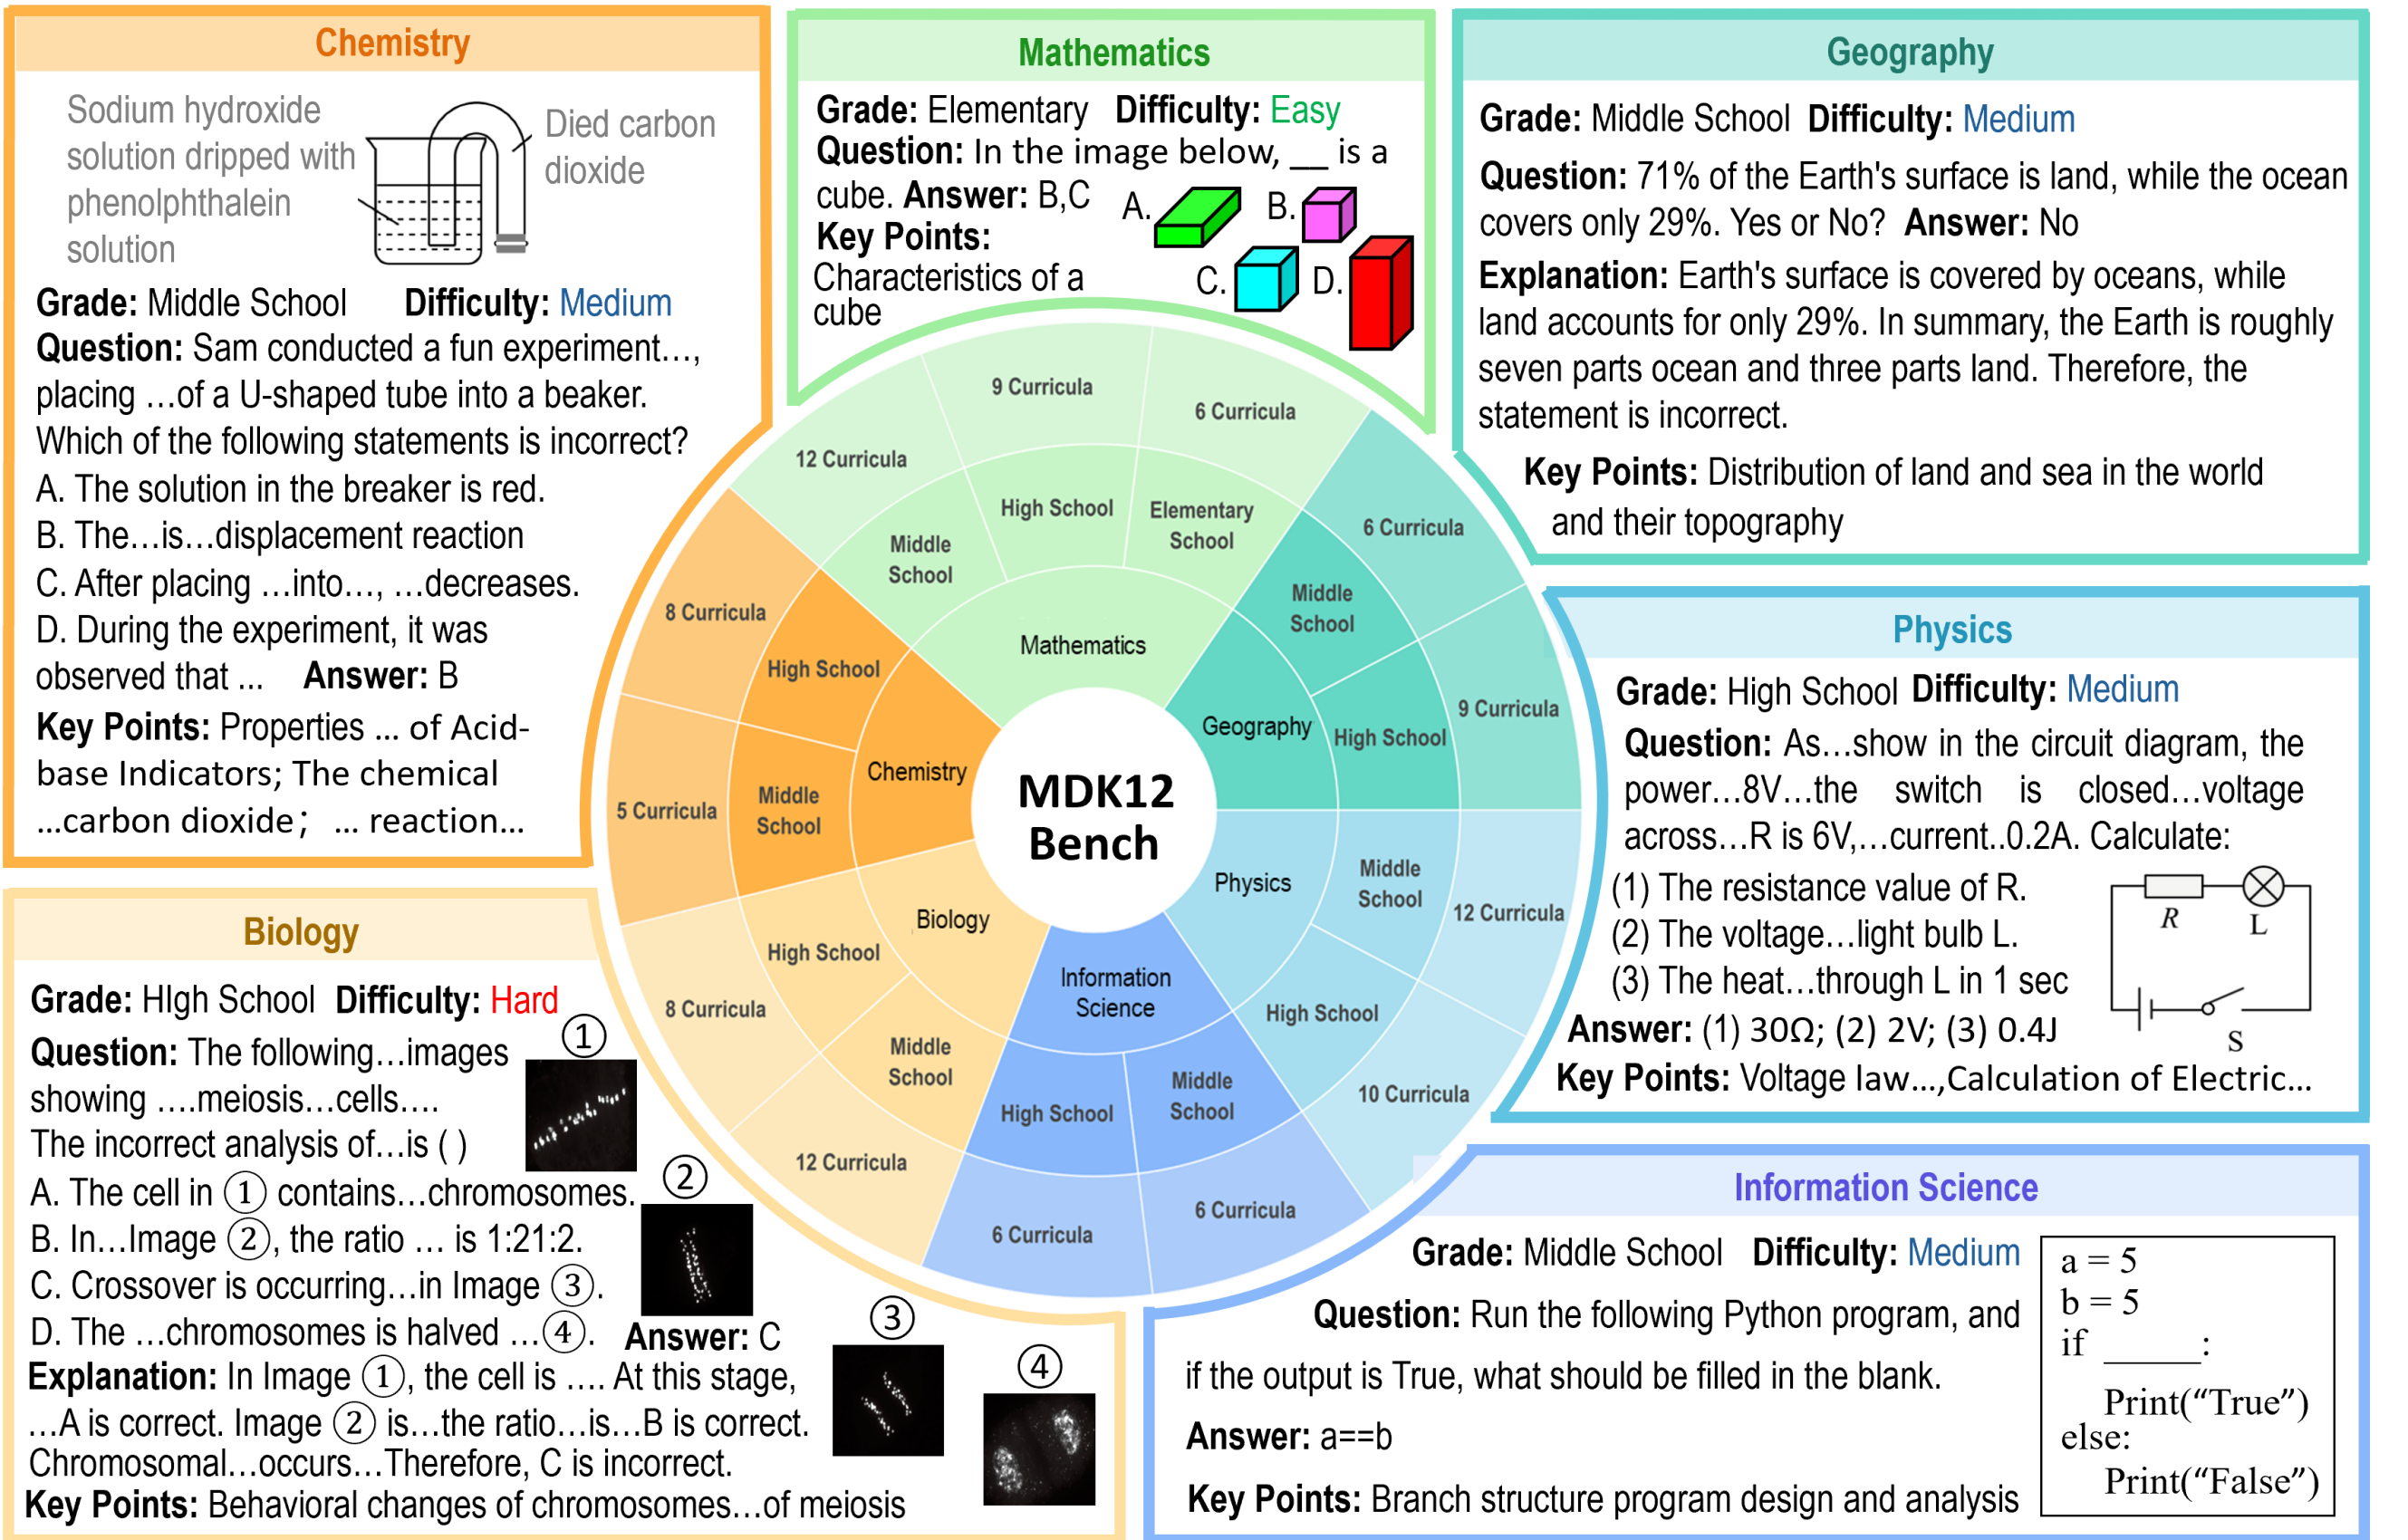 Chemistry
Sodium hydroxide
solution dripped with
phenolphthalein
solution
Died carbon
dioxide
Grade: Middle School Difficulty: Medium
Question: Sam conducted a fun experiment…,
placing …of a U-shaped tube into a beaker.
Which of the following statements is incorrect?
A. The solution in the breaker is red.
B. The…is…displacement reaction
C. After placing …into…, …decreases.
D. During the experiment, it was
observed that ... Answer: B
Key Points: Properties ... of Acid-
base Indicators; The chemical
...carbon dioxide； ... reaction...
Mathematics
Grade: Elementary Difficulty: Easy
Question: In the image below, __ is a
cube. Answer: B,C
Key Points:
Characteristics of a
cube
A. B.
C. D.
Geography
Grade: Middle School Difficulty: Medium
Question: 71% of the Earth's surface is land, while the ocean
covers only 29%. Yes or No? Answer: No
Explanation: Earth's surface is covered by oceans, while
land accounts for only 29%. In summary, the Earth is roughly
seven parts ocean and three parts land. Therefore, the
statement is incorrect.
Key Points: Distribution of land and sea in the world
and their topography
Physics
Grade: High School Difficulty: Medium
Question: As…show in the circuit diagram, the
power…8V…the switch is closed…voltage
across…R is 6V,…current..0.2A. Calculate:
(1) The resistance value of R.
(2) The voltage…light bulb L.
(3) The heat…through L in 1 sec
Answer: (1) 30Ω; (2) 2V; (3) 0.4J
Key Points: Voltage law…,Calculation of Electric…
R
L
S
Biology
Grade: HIgh School Difficulty: Hard
Question: The following…images
showing ….meiosis…cells….
The incorrect analysis of…is ( )
A. The cell in ① contains…chromosomes.
B. In…Image ②, the ratio … is 1:21:2.
C. Crossover is occurring…in Image ③.
D. The …chromosomes is halved …④. Answer: C
Explanation: In Image ①, the cell is …. At this stage,
…A is correct. Image ② is…the ratio…is…B is correct.
Chromosomal…occurs…Therefore, C is incorrect.
Key Points: Behavioral changes of chromosomes…of meiosis
①
②
③
④
Information Science
Grade: Middle School Difficulty: Medium
Question: Run the following Python program, and
if the output is True, what should be filled in the blank.
Answer: a==b
Key Points: Branch structure program design and analysis
a = 5
b = 5
if _____:
Print(“True”)
else:
Print(“False”)
MDK12
Bench
Mathematics
Middle
School
12 Curricula
High School
9 Curricula
Elementary
School
6 Curricula
Geography
Middle
School
6 Curricula
High School
9 Curricula
Physics
Middle
School
12 Curricula
High School
10 Curricula
Information
Science
Middle
School
6 Curricula
High School
6 Curricula
Biology
Middle
School
12 Curricula
High School
8 Curricula
Chemistry
Middle
School
5 Curricula
High School
8 Curricula